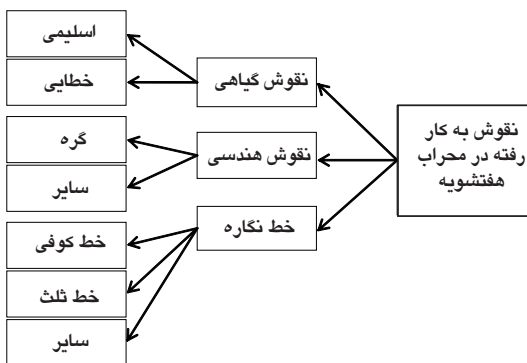 نقوش به کار
رفته در محراب
هفتشویه
نقوش گیاهی
اسلیمی
خطایی
نقوش هندسی
گره
سایر
خط نگاره
خط کوفی
خط ثلث
سایر